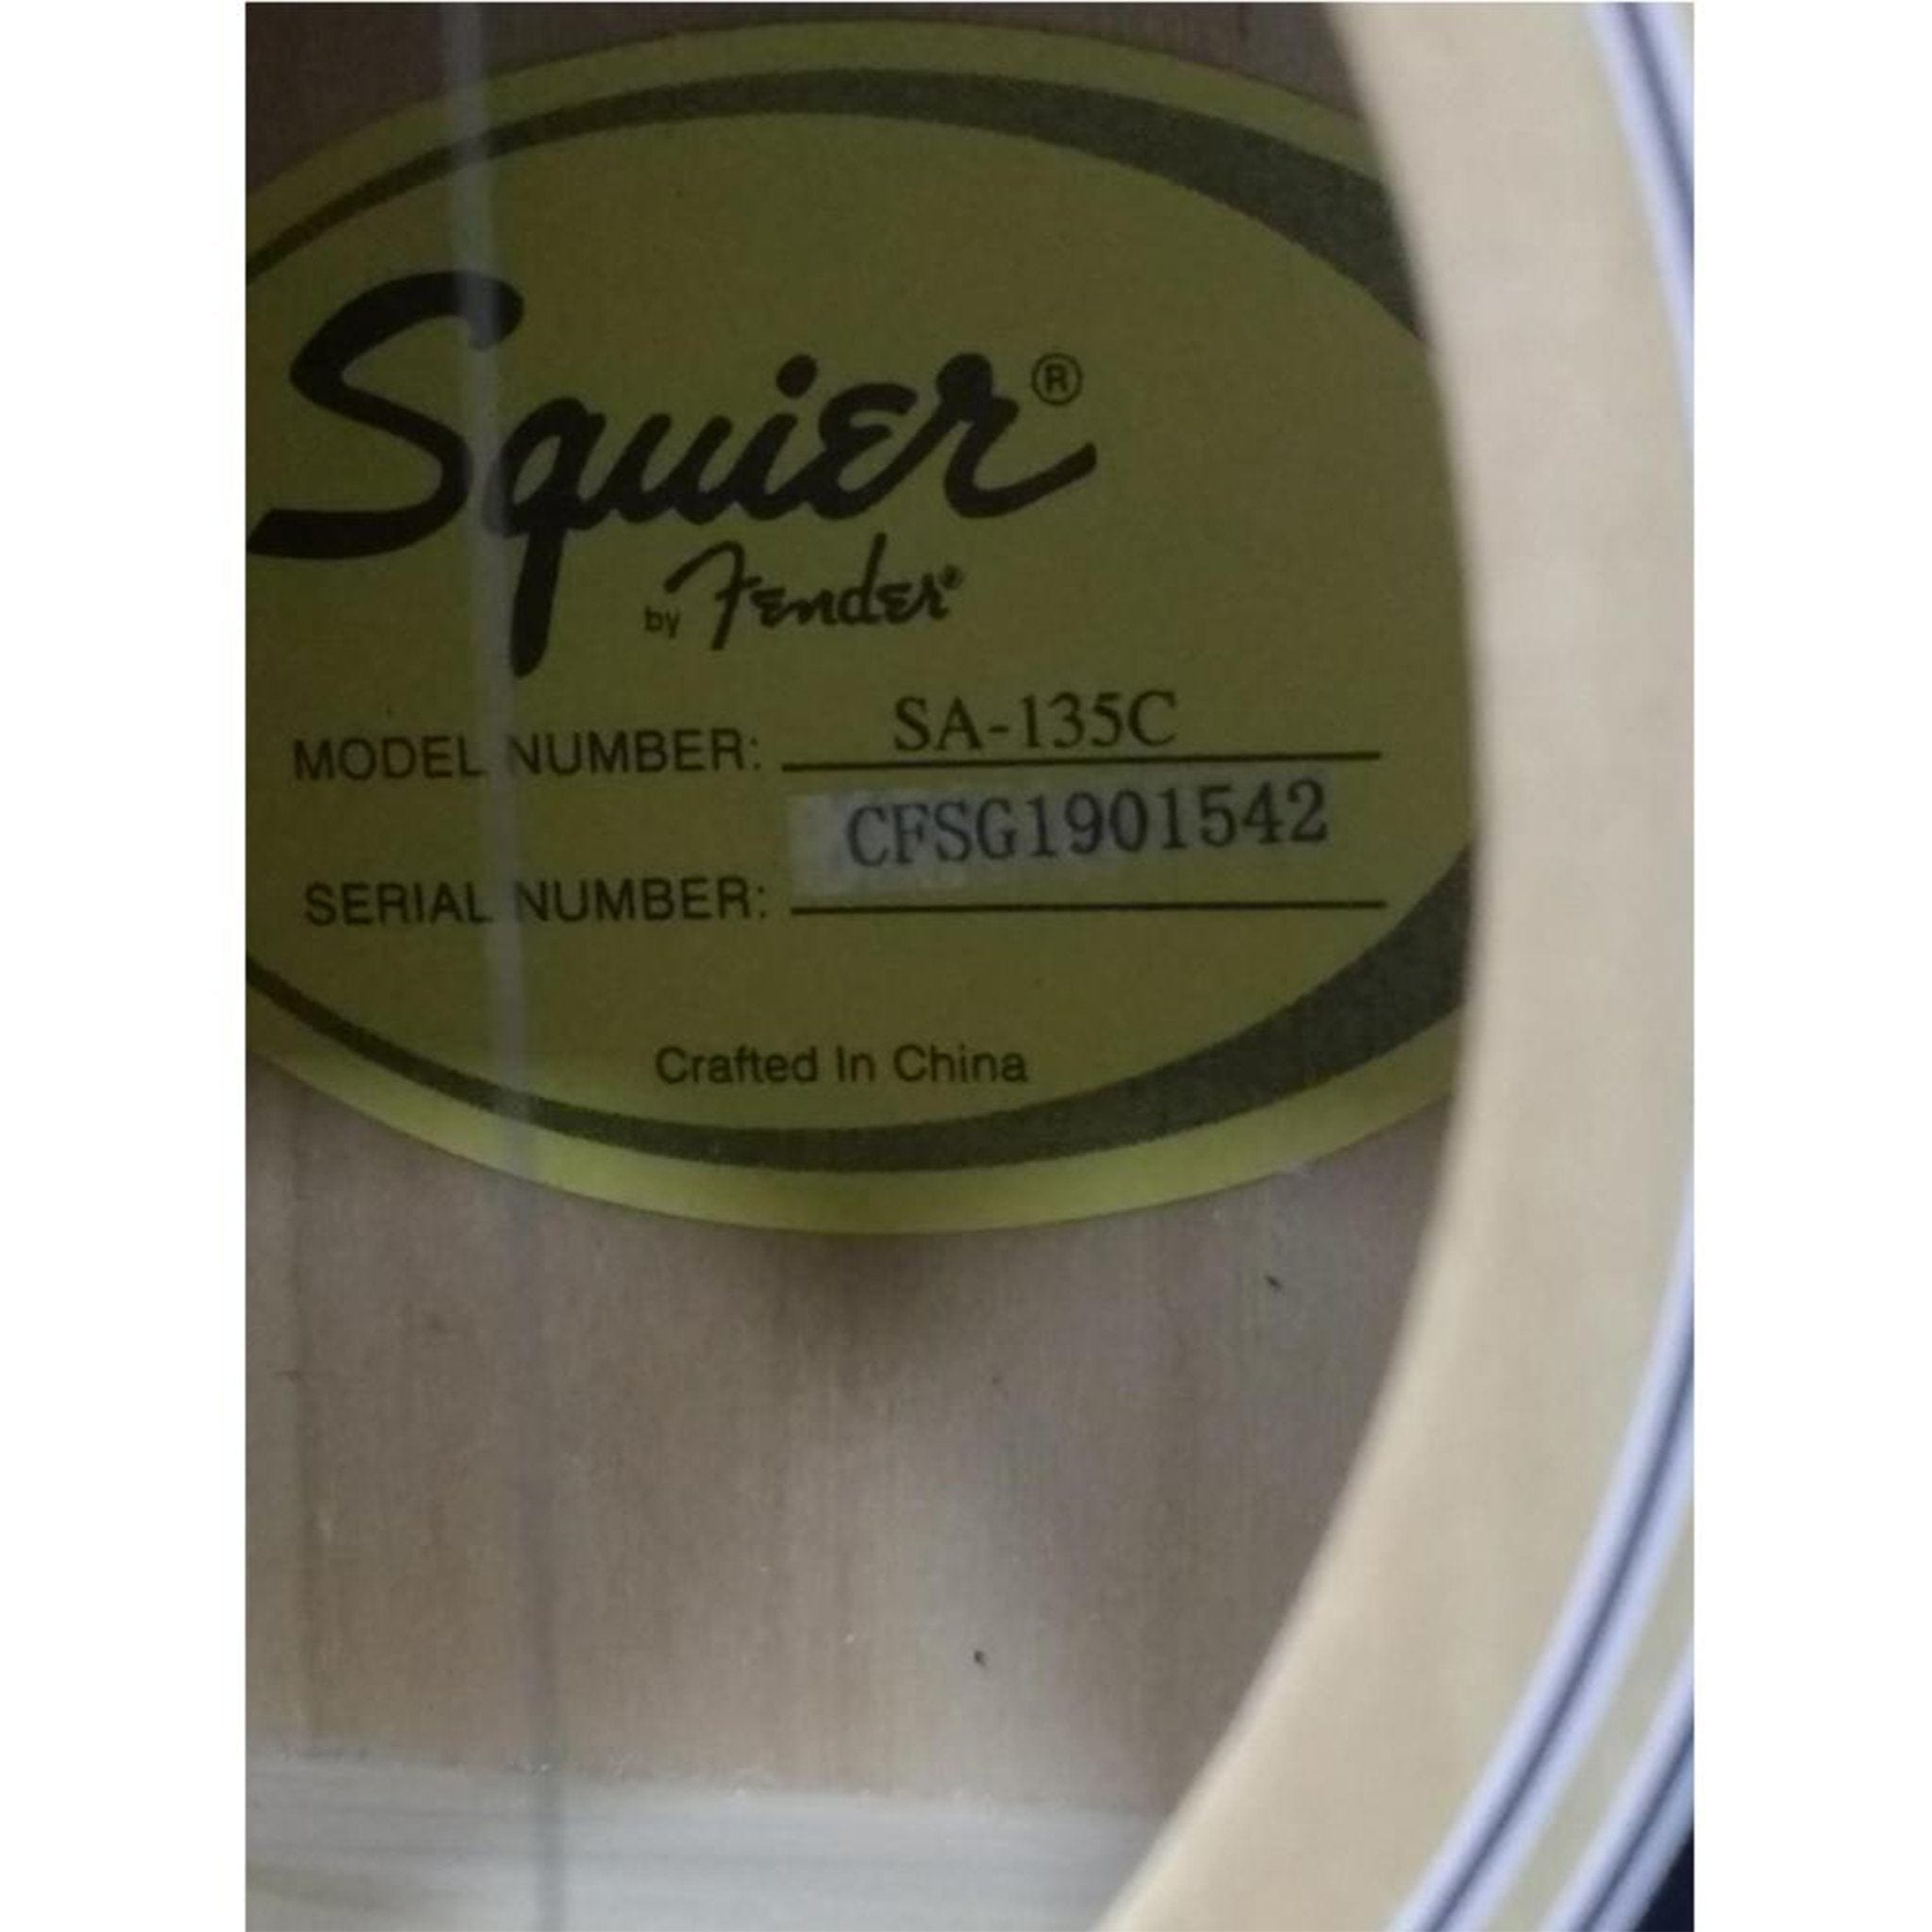 Squier®
by Fender®
MODEL NUMBER: SA-135C
SERIAL NUMBER: CFSG1901542
Crafted In China